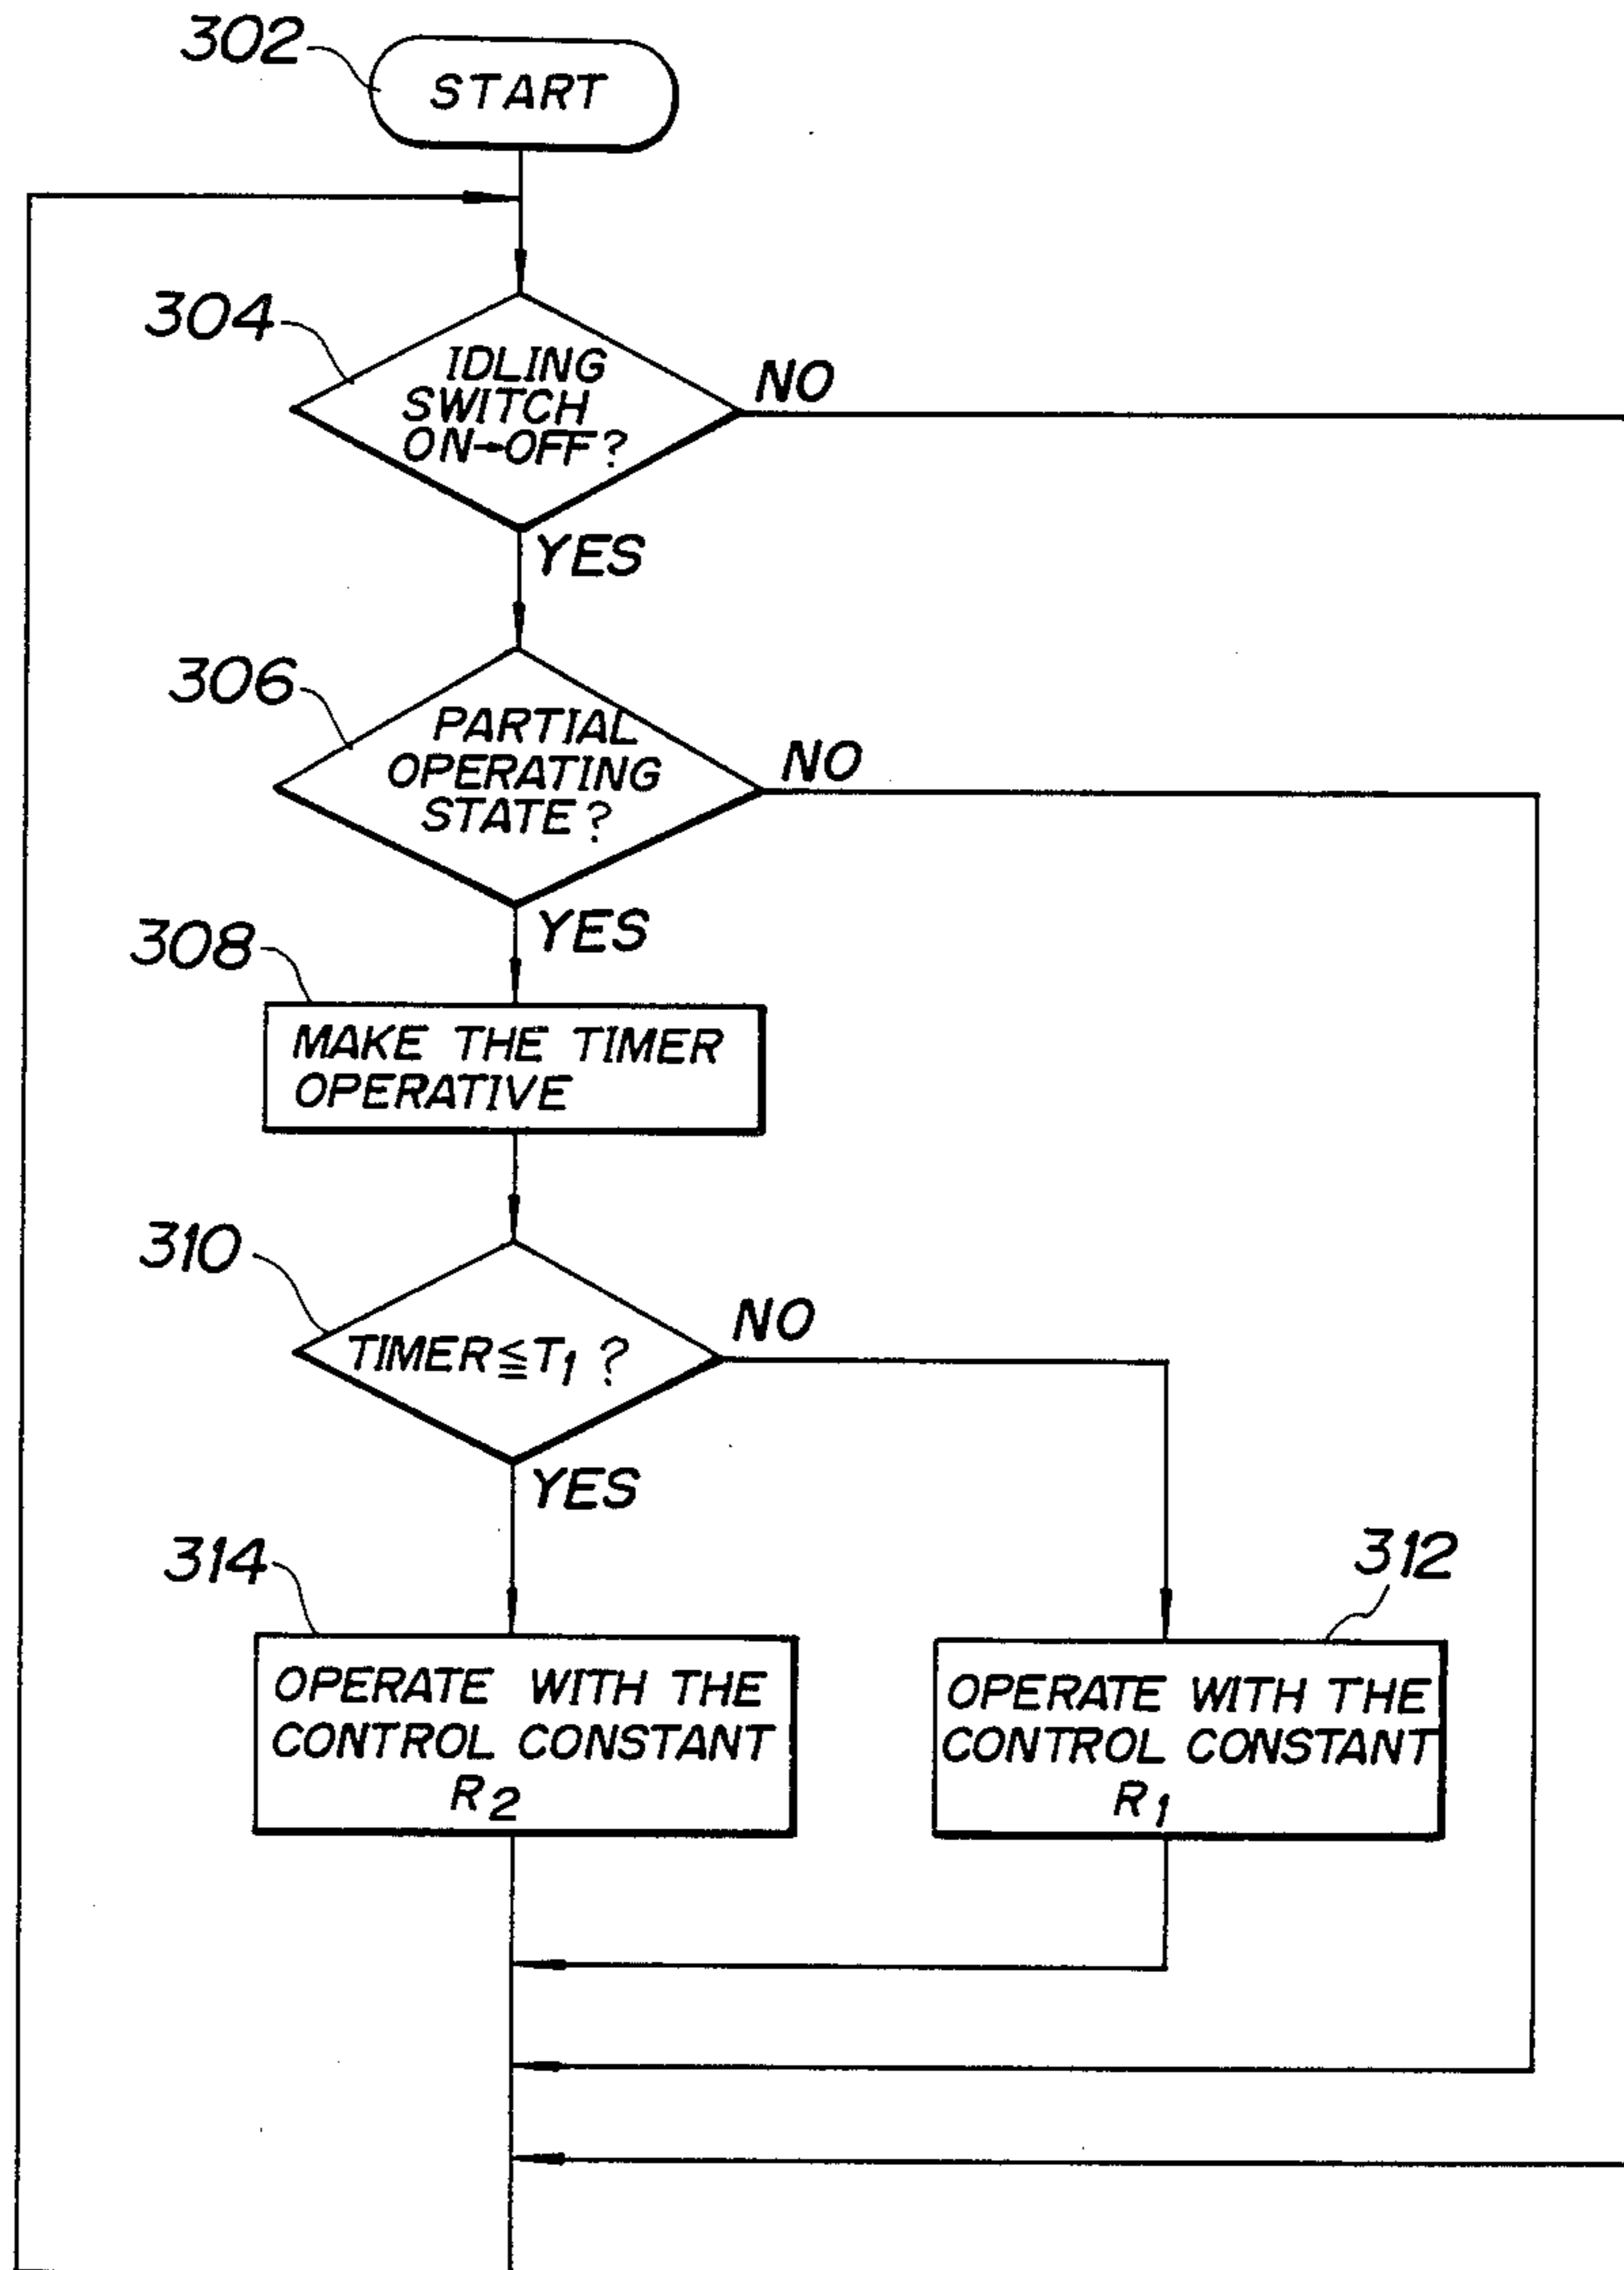 302
START
304
IDLING
SWITCH
ON→OFF?
NO
YES
306
PARTIAL
OPERATING
STATE?
NO
YES
308
MAKE THE TIMER
OPERATIVE
310
TIMER≦T1 ?
NO
YES
314
OPERATE WITH THE
CONTROL CONSTANT
R2
312
OPERATE WITH THE
CONTROL CONSTANT
R1